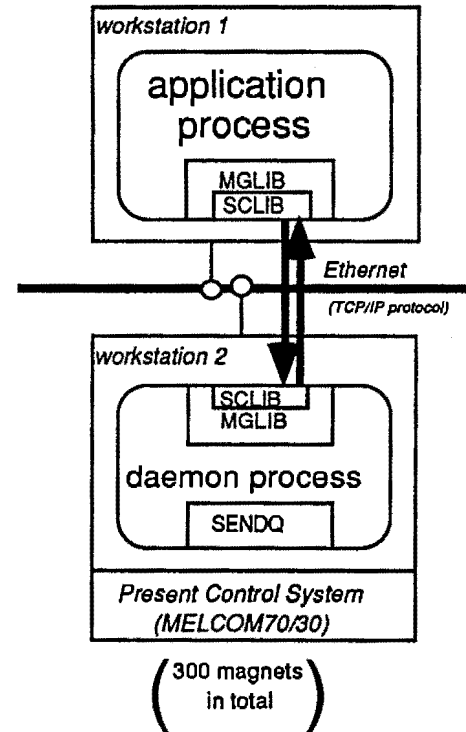 workstation 1
application
process
MGLIB
SCLIB
Ethernet
(TCP/IP protocol)
workstation 2
SCLIB
MGLIB
daemon process
SENDQ
Present Control System
(MELCOM70/30)
(300 magnets
in total)